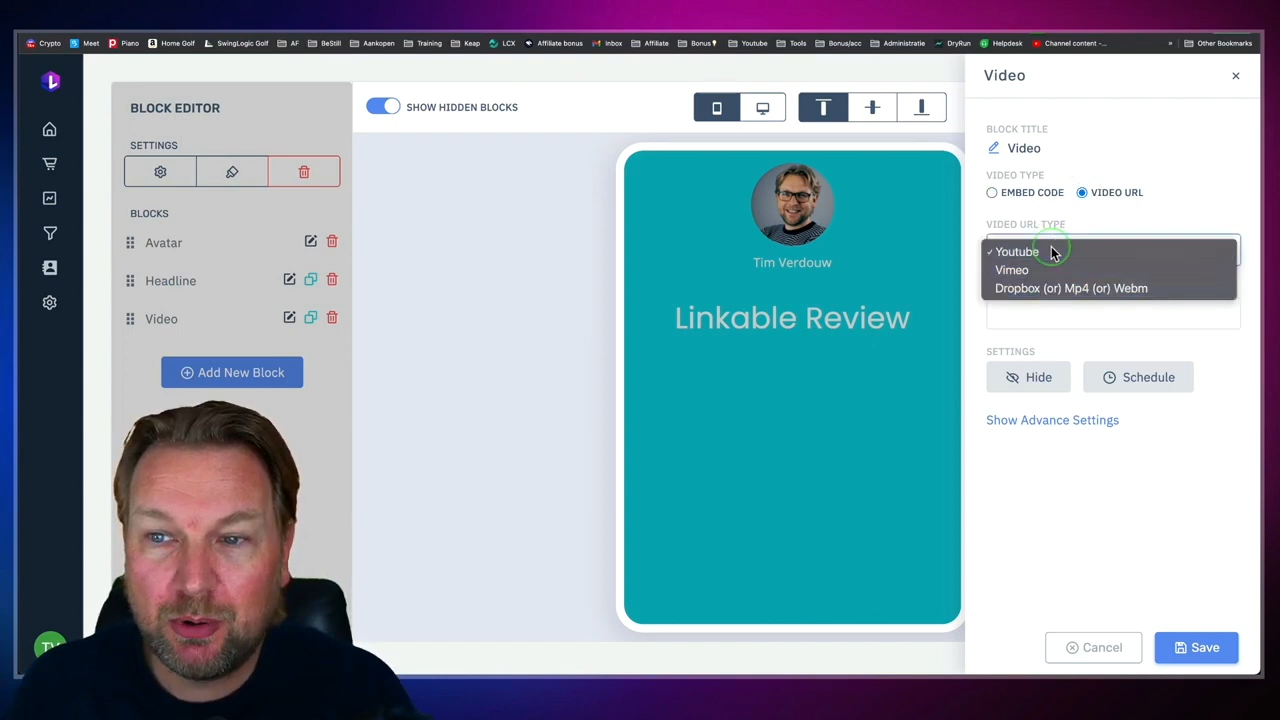 Crypto Meet Piano Home Golf SwingLogic Golf AF BeStill Aankopen Training Keap LCX Affiliate bonus Inbox Affiliate Bonus Youtube Tools Bonus/acc Administratie DryRun Helpdesk Channel content -... » Other Bookmarks
Video
BLOCK EDITOR
SHOW HIDDEN BLOCKS
BLOCK TITLE
Video
SETTINGS
VIDEO TYPE
EMBED CODE VIDEO URL
BLOCKS
VIDEO URL TYPE
Avatar
✓ Youtube
Vimeo
Dropbox (or) Mp4 (or) Webm
Headline
Video
Tim Verdouw
Linkable Review
Add New Block
SETTINGS
Hide Schedule
Show Advance Settings
TV
Cancel Save